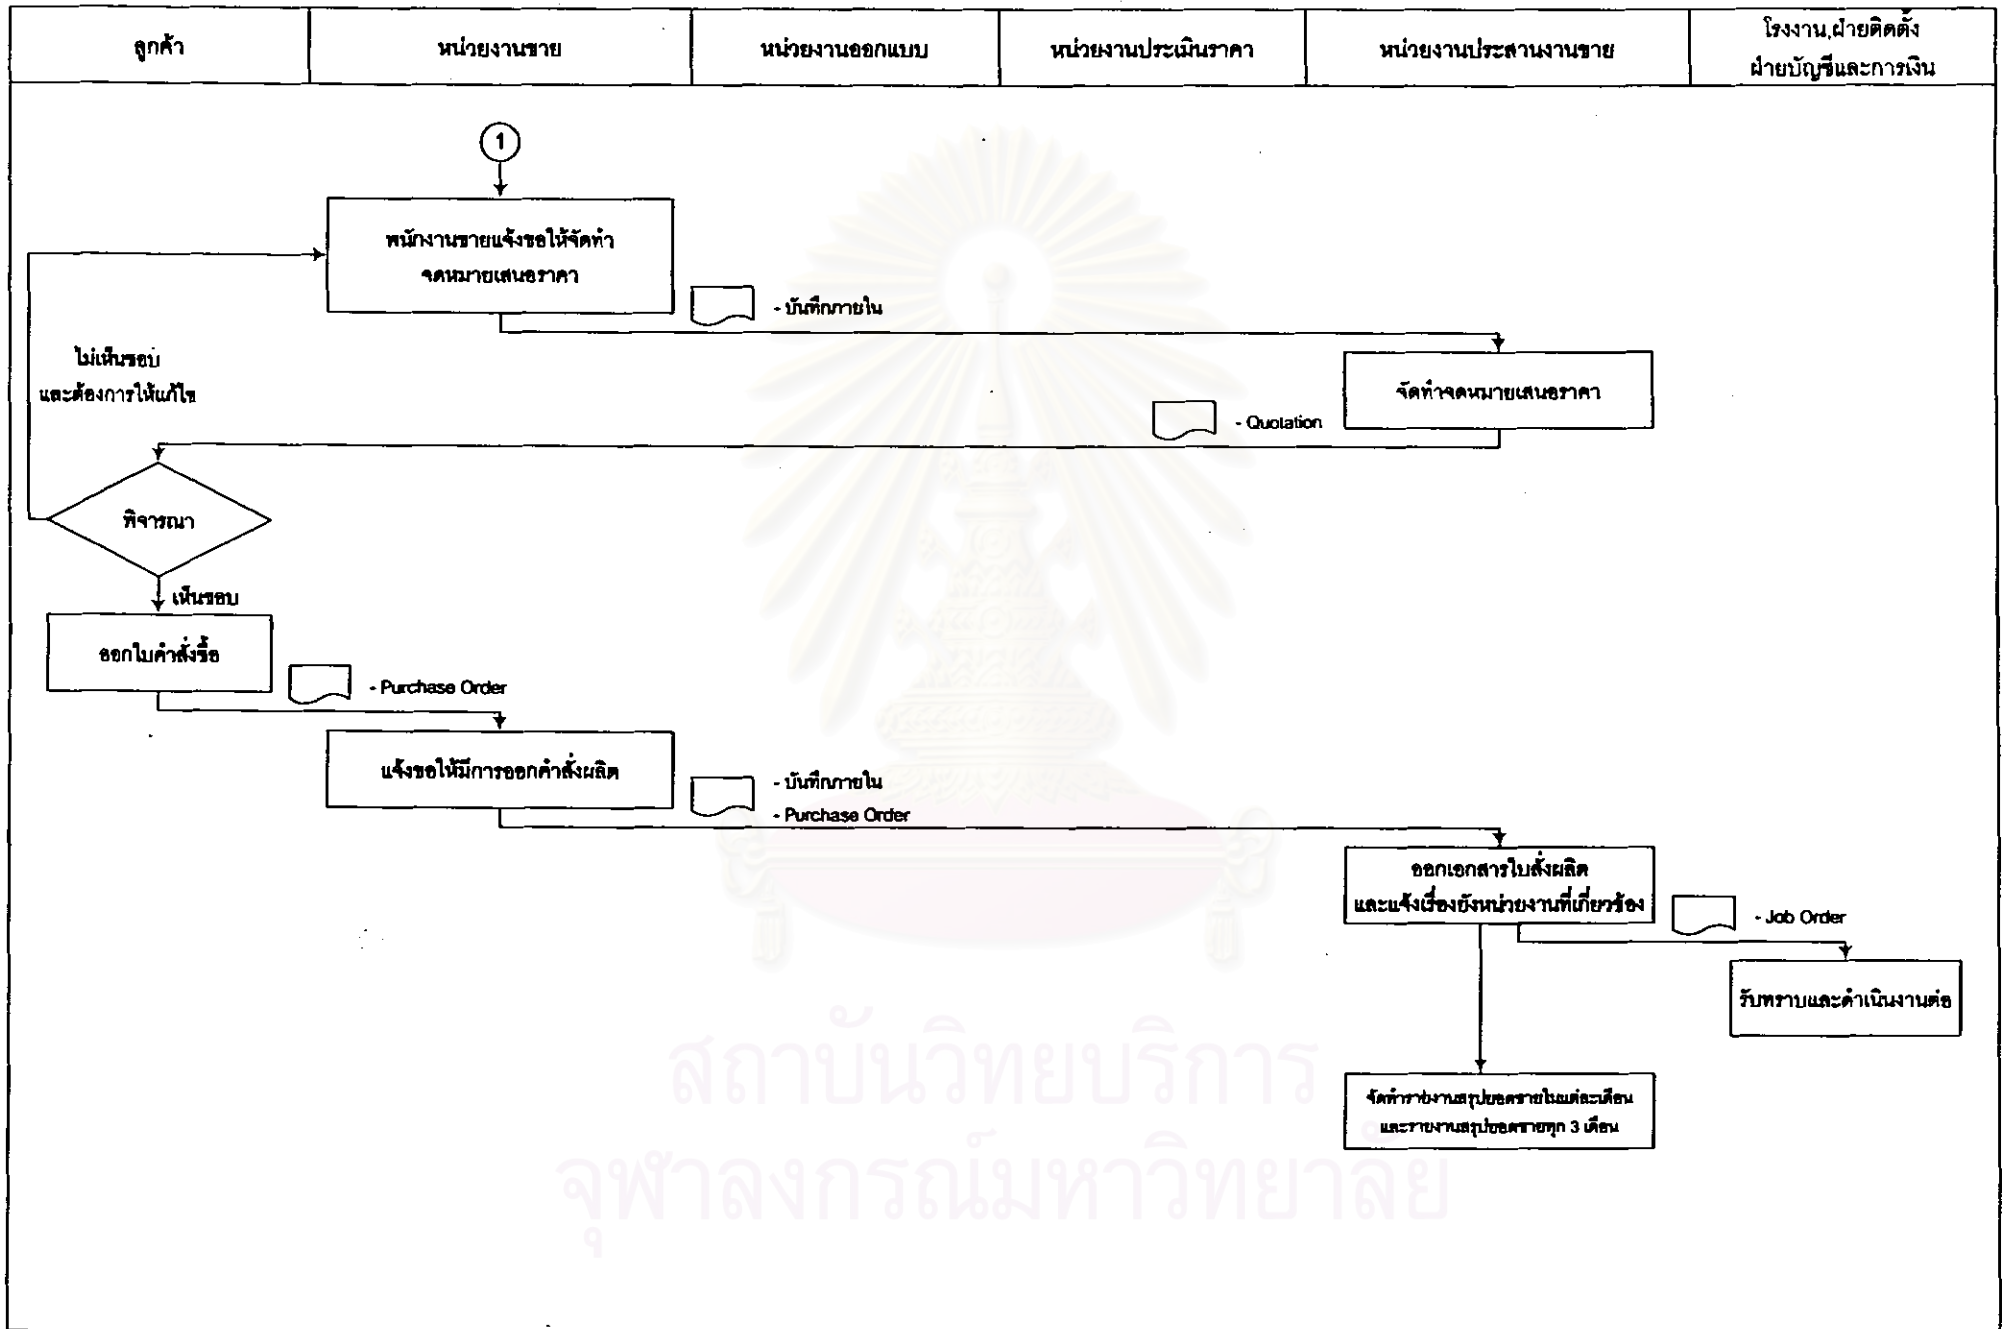 ลูกค้า
หน่วยงานขาย
หน่วยงานออกแบบ
หน่วยงานประเมินราคา
หน่วยงานประสานงานขาย
โรงงาน,ฝ่ายติดตั้ง
ฝ่ายบัญชีและการเงิน
1
พนักงานขายแจ้งขอให้จัดทำ
จดหมายเสนอราคา
- บันทึกภายใน
ไม่เห็นชอบ
และต้องการให้แก้ไข
จัดทำจดหมายเสนอราคา
- Quotation
พิจารณา
เห็นชอบ
ออกใบคำสั่งซื้อ
- Purchase Order
แจ้งขอให้มีการออกคำสั่งผลิต
- บันทึกภายใน
- Purchase Order
ออกเอกสารใบสั่งผลิต
และแจ้งเรื่องยังหน่วยงานที่เกี่ยวข้อง
- Job Order
รับทราบและดำเนินงานต่อ
จัดทำรายงานสรุปยอดขายในแต่ละเดือน
และรายงานสรุปยอดขายทุก 3 เดือน
สถาบันวิทยบริการ
จุฬาลงกรณ์มหาวิทยาลัย